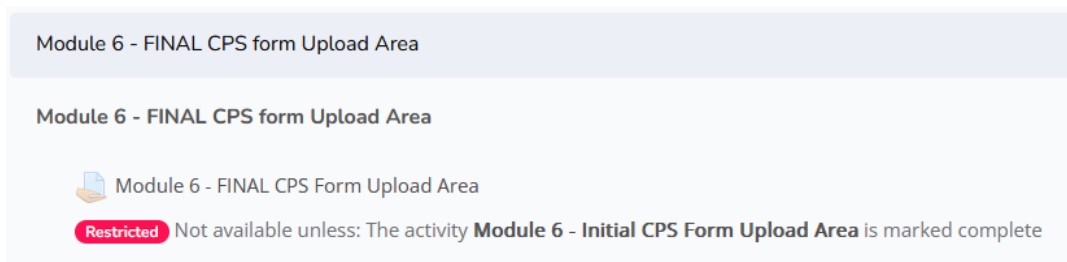 Module 6 - FINAL CPS form Upload Area
Module 6 - FINAL CPS form Upload Area
Module 6 - FINAL CPS Form Upload Area
Restricted Not available unless: The activity Module 6 - Initial CPS Form Upload Area is marked complete